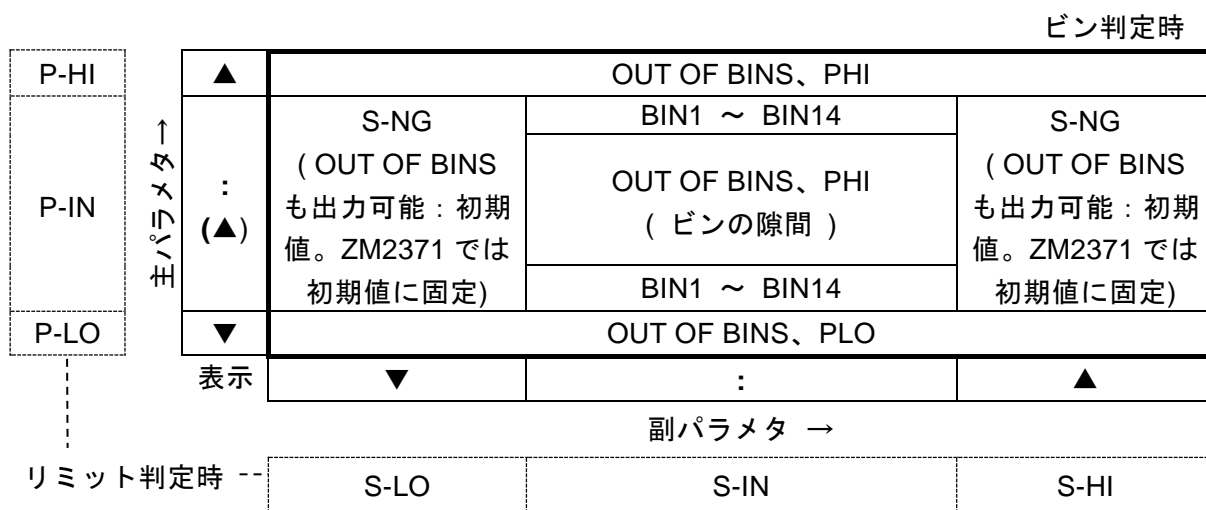 ビン判定時
P-HI ▲ OUT OF BINS、PHI
P-IN
主パラメタ→
:
(▲)
S-NG
( OUT OF BINS
も出力可能：初期
値。ZM2371 では
初期値に固定)
BIN1 ～ BIN14
OUT OF BINS、PHI
( ビンの隙間 )
BIN1 ～ BIN14
S-NG
( OUT OF BINS
も出力可能：初期
値。ZM2371 では
初期値に固定)
P-LO ▼ OUT OF BINS、PLO
表示 ▼ : ▲
副パラメタ →
リミット判定時 S-LO S-IN S-HI